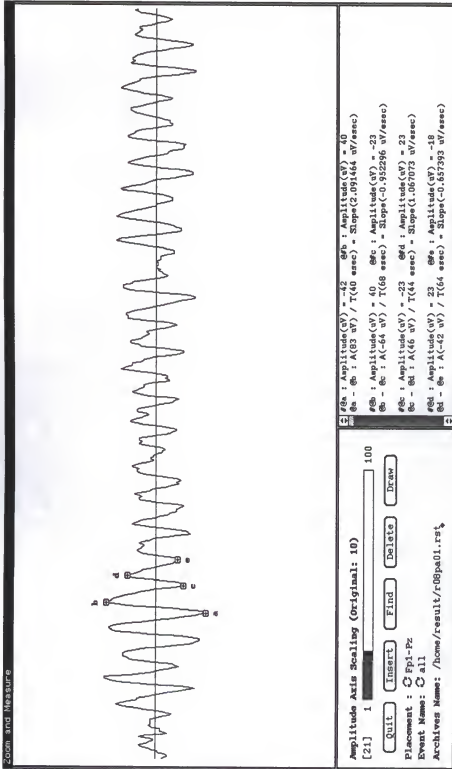 Zoom and Measure
b
d
c
e
a
Amplitude Axis Scaling (Original: 10)
[21] 1 100
Quit Insert Find Delete Draw
Placement : Fp1-Pz
Event Name: all
Archives Name: /home/result/r08pa01.rst
#@a : Amplitude(uV) = -42 @#b : Amplitude(uV) = 40
@a - @b : A(83 uV) / T(40 msec) = Slope(2.091464 uV/msec)
#@b : Amplitude(uV) = 40 @#c : Amplitude(uV) = -23
@b - @c : A(-64 uV) / T(68 msec) = Slope(-0.952296 uV/msec)
#@c : Amplitude(uV) = -23 @#d : Amplitude(uV) = 23
@c - @d : A(46 uV) / T(44 msec) = Slope(1.067073 uV/msec)
#@d : Amplitude(uV) = 23 @#e : Amplitude(uV) = -18
@d - @e : A(-42 uV) / T(64 msec) = Slope(-0.657393 uV/msec)